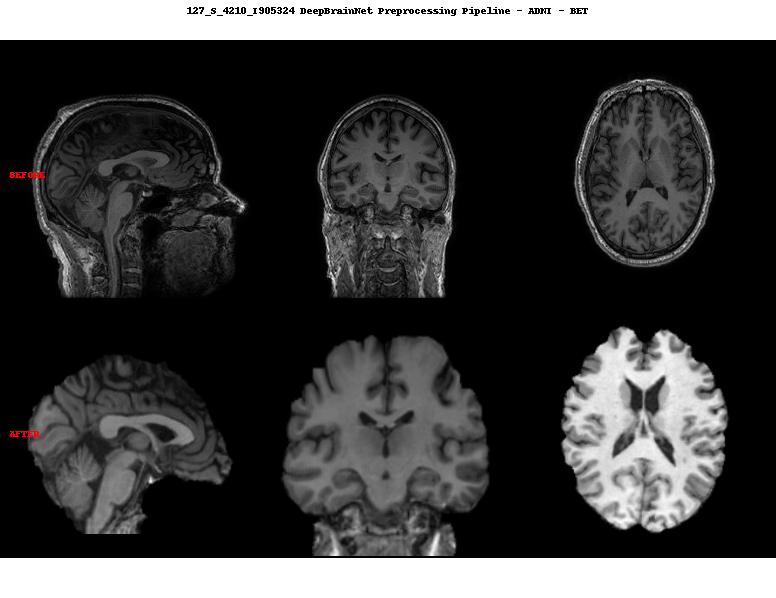 127_S_4210_I905324 DeepBrainNet Preprocessing Pipeline - ADNI - BET
BEFORE
AFTER